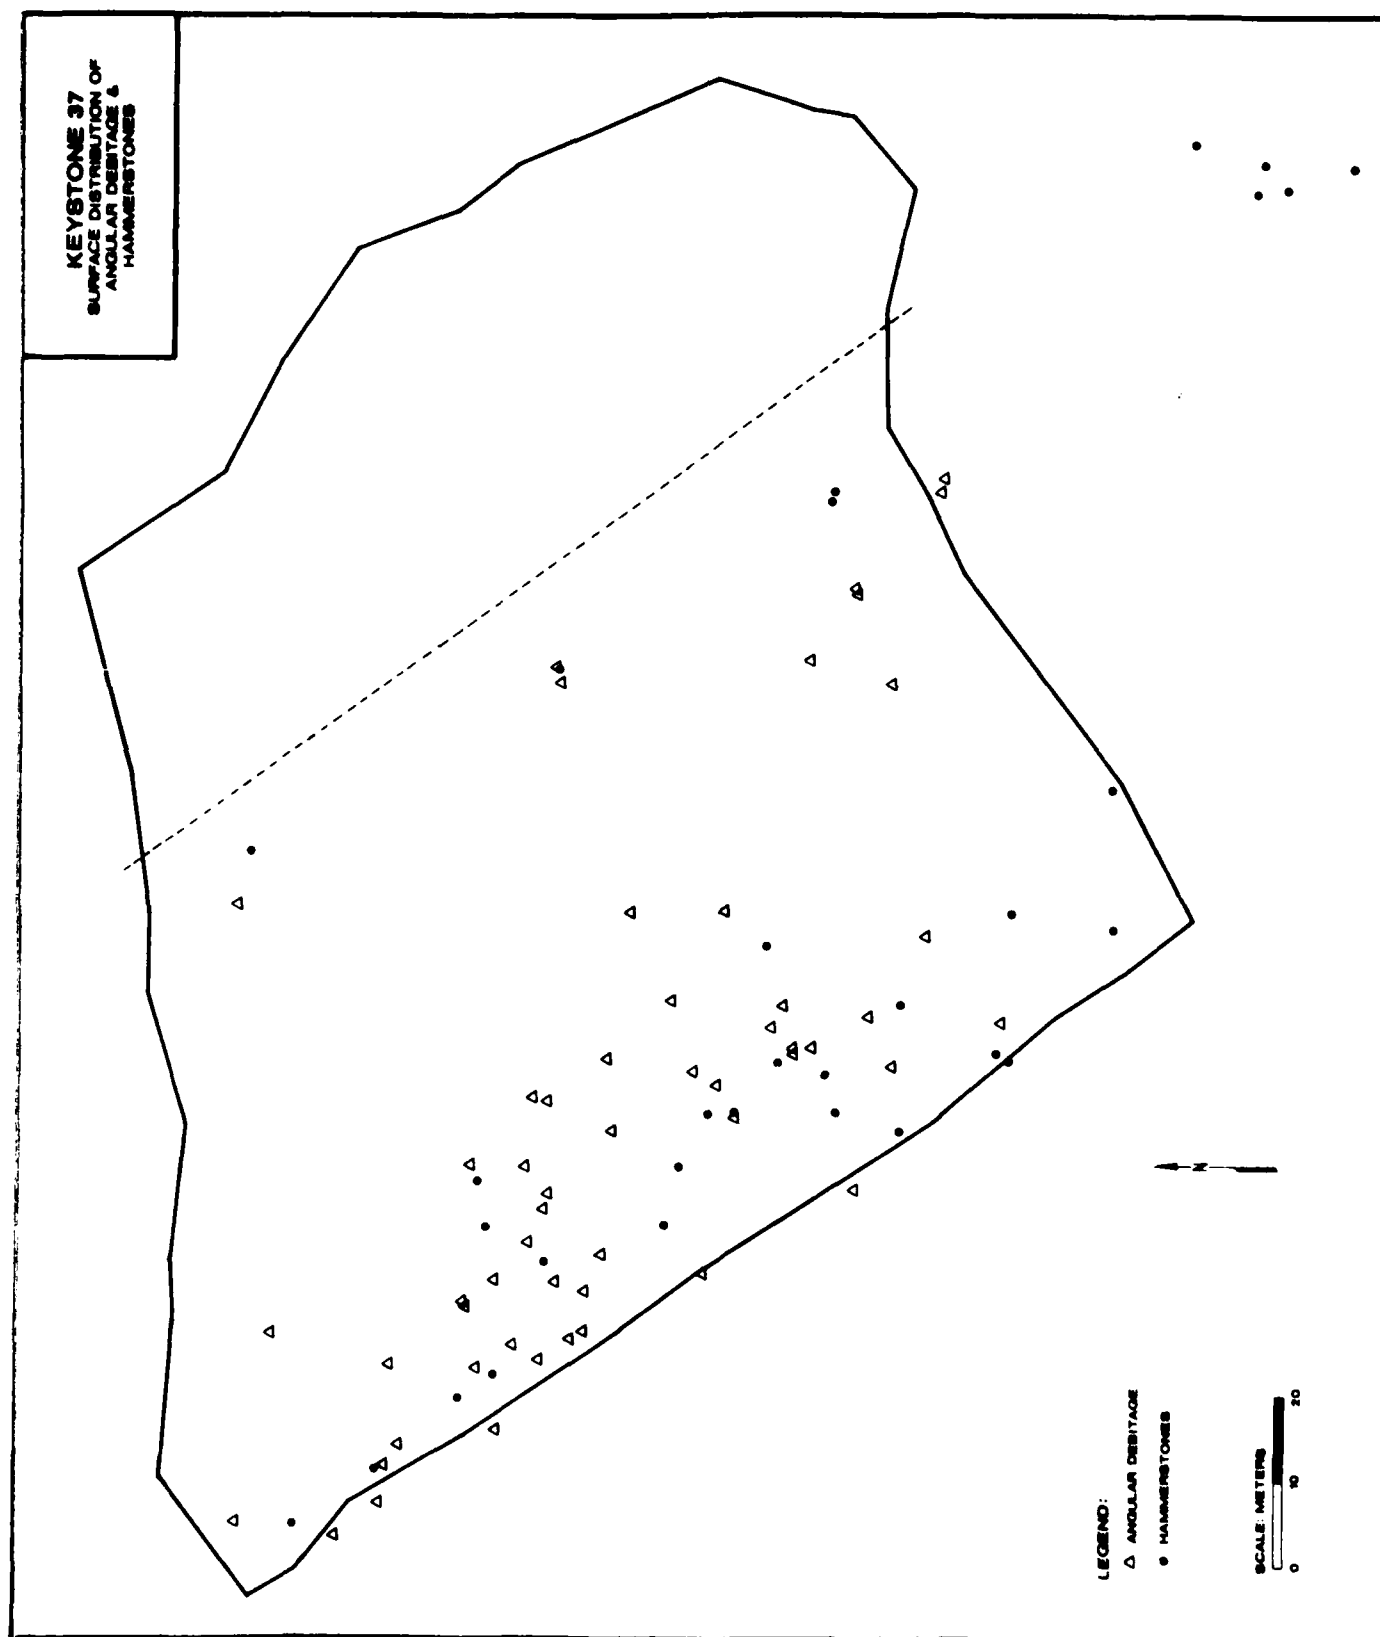 KEYSTONE 37
SURFACE DISTRIBUTION OF
ANGULAR DEBITAGE &
HAMMERSTONES
N
LEGEND:
ANGULAR DEBITAGE
HAMMERSTONES
SCALE: METERS
0 10 20